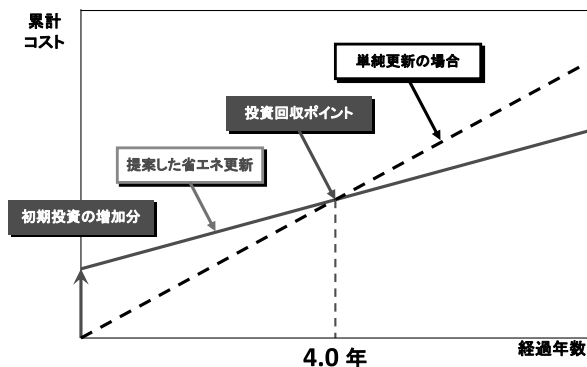 累計
コスト
単純更新の場合
投資回収ポイント
提案した省エネ更新
初期投資の増加分
経過年数
4.0 年